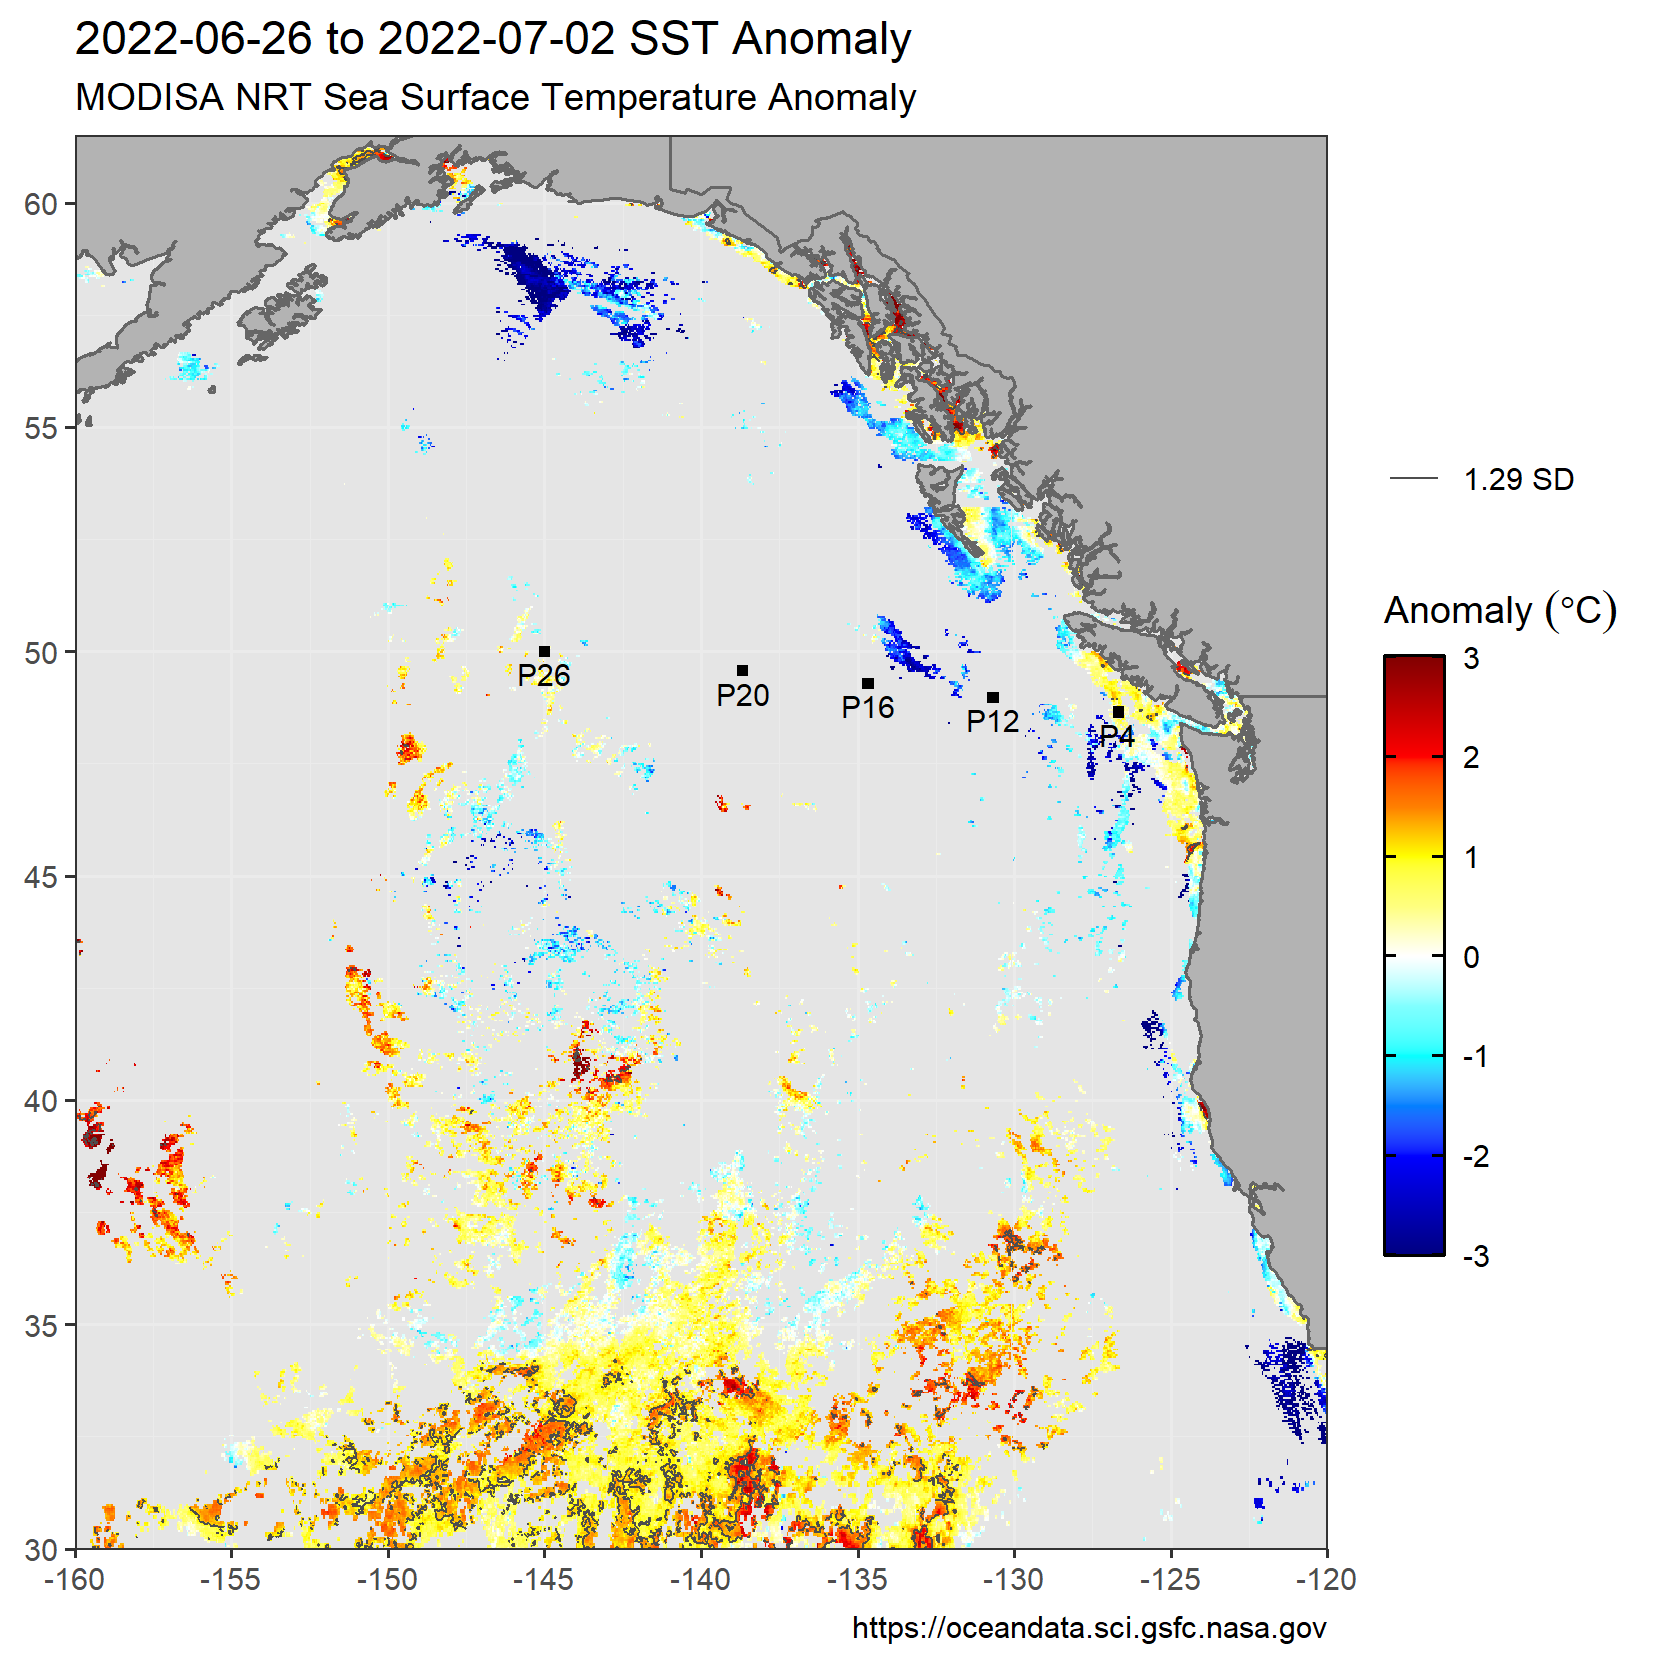 2022-06-26 to 2022-07-02 SST Anomaly
MODISA NRT Sea Surface Temperature Anomaly
60
55
50
45
40
35
30
-160
-155
-150
-145
-140
-135
-130
-125
-120
P26
P20
P16
P12
P4
1.29 SD
Anomaly (°C)
3
2
1
0
-1
-2
-3
https://oceandata.sci.gsfc.nasa.gov